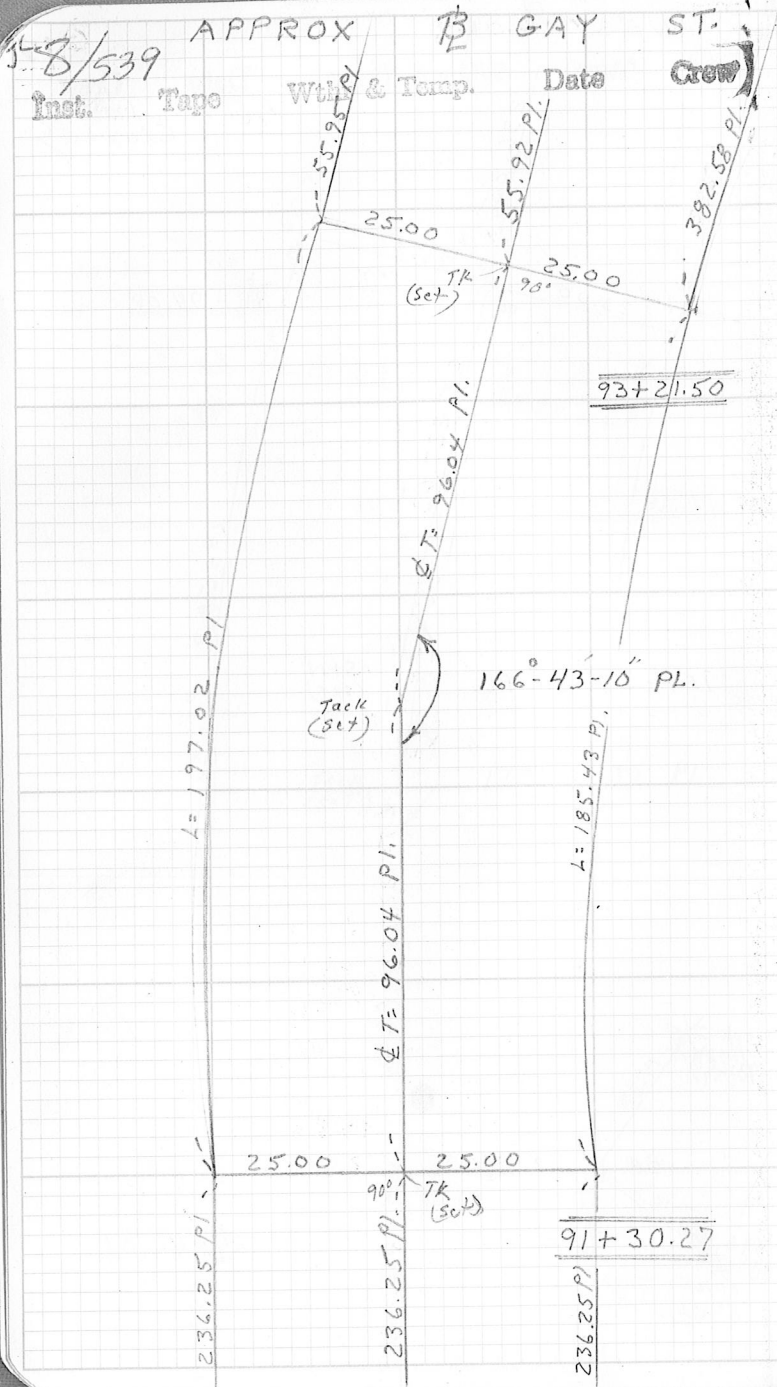 8/539
APPROX ⅊ GAY ST.
Inst. Tape Wthr & Temp. Date Crew
55.95 Pl
55.92 Pl.
382.58 Pl.
25.00
25.00
TK
(set)
90°
93+21.50
℄ T= 96.04 Pl.
L= 197.02 Pl
166°-43'-10" PL.
Tack
(set)
L= 185.43 Pl.
℄ T= 96.04 Pl.
25.00
25.00
90°
TK
(set)
91+30.27
236.25 Pl
236.25 Pl.
236.25 Pl